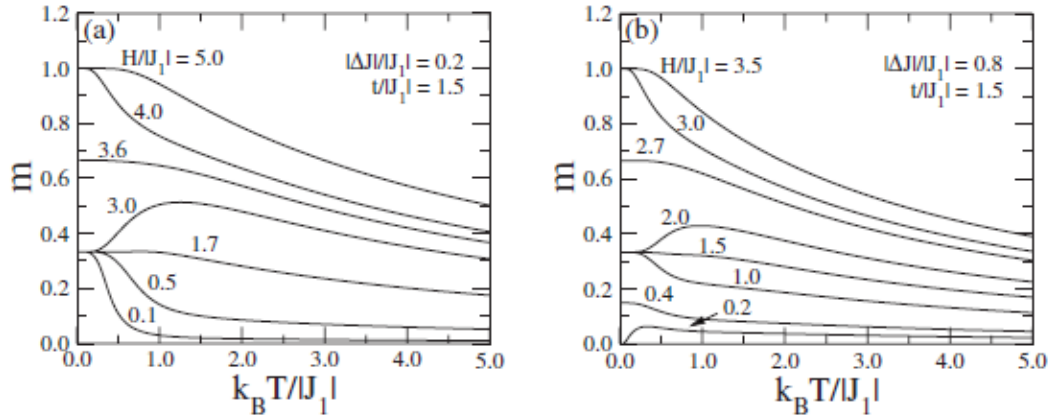 (a)
H/|J₁| = 5.0
|ΔJ|/|J₁| = 0.2
t/|J₁| = 1.5
4.0
3.6
3.0
1.7
0.5
0.1
1.2
1.0
0.8
0.6
0.4
0.2
0.0
m
0.0 1.0 2.0 3.0 4.0 5.0
k_B T/|J₁|
(b)
H/|J₁| = 3.5
|ΔJ|/|J₁| = 0.8
t/|J₁| = 1.5
3.0
2.7
2.0
1.5
1.0
0.4
0.2
1.2
1.0
0.8
0.6
0.4
0.2
0.0
m
0.0 1.0 2.0 3.0 4.0 5.0
k_B T/|J₁|